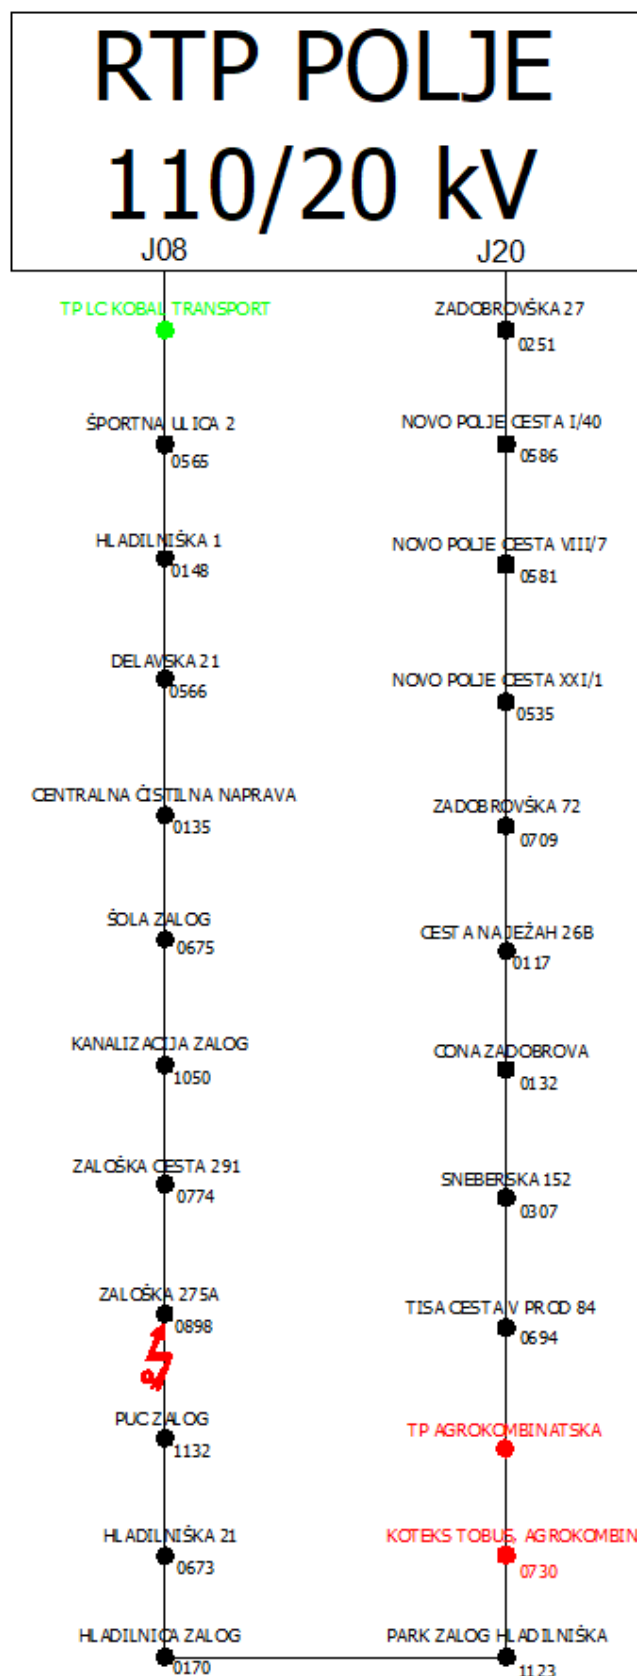 RTP POLJE
110/20 kV
J08
J20
TP LC KOBAL TRANSPORT
ŠPORTNA ULICA 2
0565
HLADILNIŠKA 1
0148
DELAVSKA 21
0566
CENTRALNA ČISTILNA NAPRAVA
0135
ŠOLA ZALOG
0675
KANALIZACIJA ZALOG
1050
ZALOŠKA CESTA 291
0774
ZALOŠKA 275A
0898
PUC ZALOG
1132
HLADILNIŠKA 21
0673
HLADILNICA ZALOG
0170
ZADOBROVŠKA 27
0251
NOVO POLJE CESTA I/40
0586
NOVO POLJE CESTA VIII/7
0581
NOVO POLJE CESTA XXI/1
0535
ZADOBROVŠKA 72
0709
CESTA NA JEŽAH 26B
0117
CONA ZADOBROVA
0132
SNEBERSKA 152
0307
TISA CESTA V PROD 84
0694
TP AGROKOMBINATSKA
KOTEKS TOBUS, AGROKOMBIN
0730
PARK ZALOG HLADILNIŠKA
1123